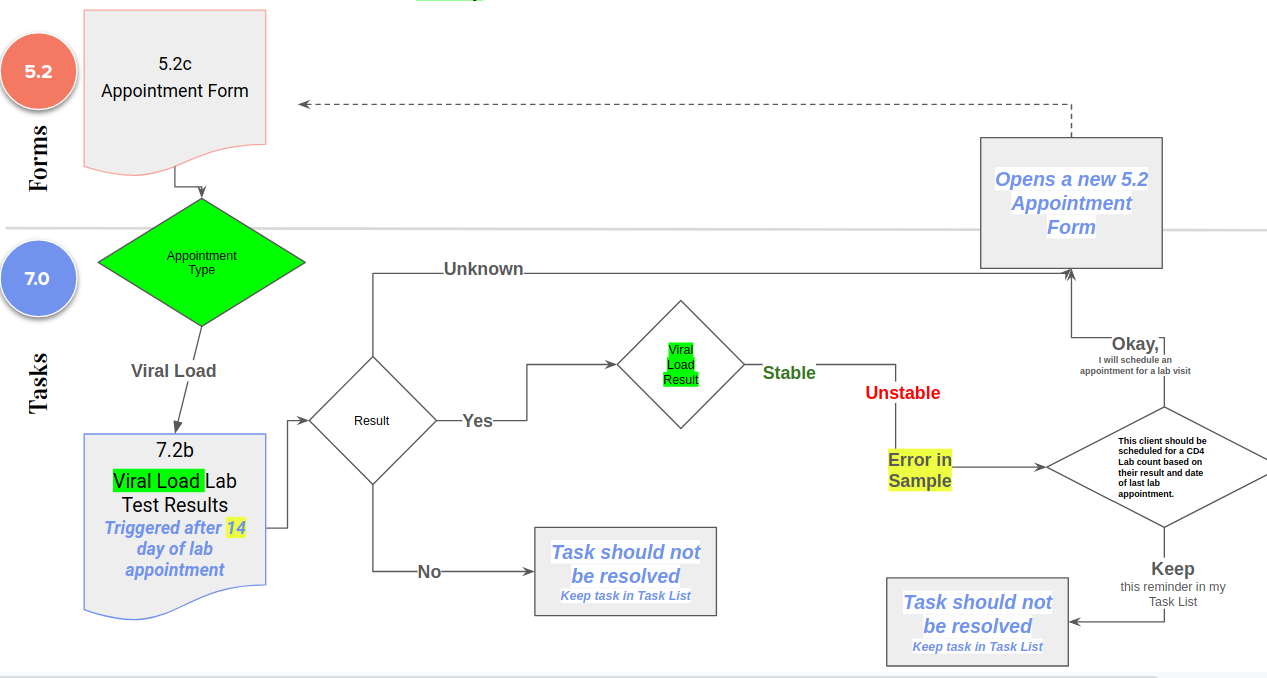 5.2
Forms
5.2c
Appointment Form
Opens a new 5.2
Appointment
Form
7.0
Tasks
Appointment
Type
Viral Load
7.2b
Viral Load Lab
Test Results
Triggered after 14
day of lab
appointment
Unknown
Result
Yes
No
Task should not
be resolved
Keep task in Task List
Viral
Load
Result
Stable
Unstable
Error in
Sample
Okay,
I will schedule an
appointment for a lab visit
This client should be
scheduled for a CD4
Lab count based on
their result and date
of last lab
appointment.
Keep
this reminder in my
Task List
Task should not
be resolved
Keep task in Task List